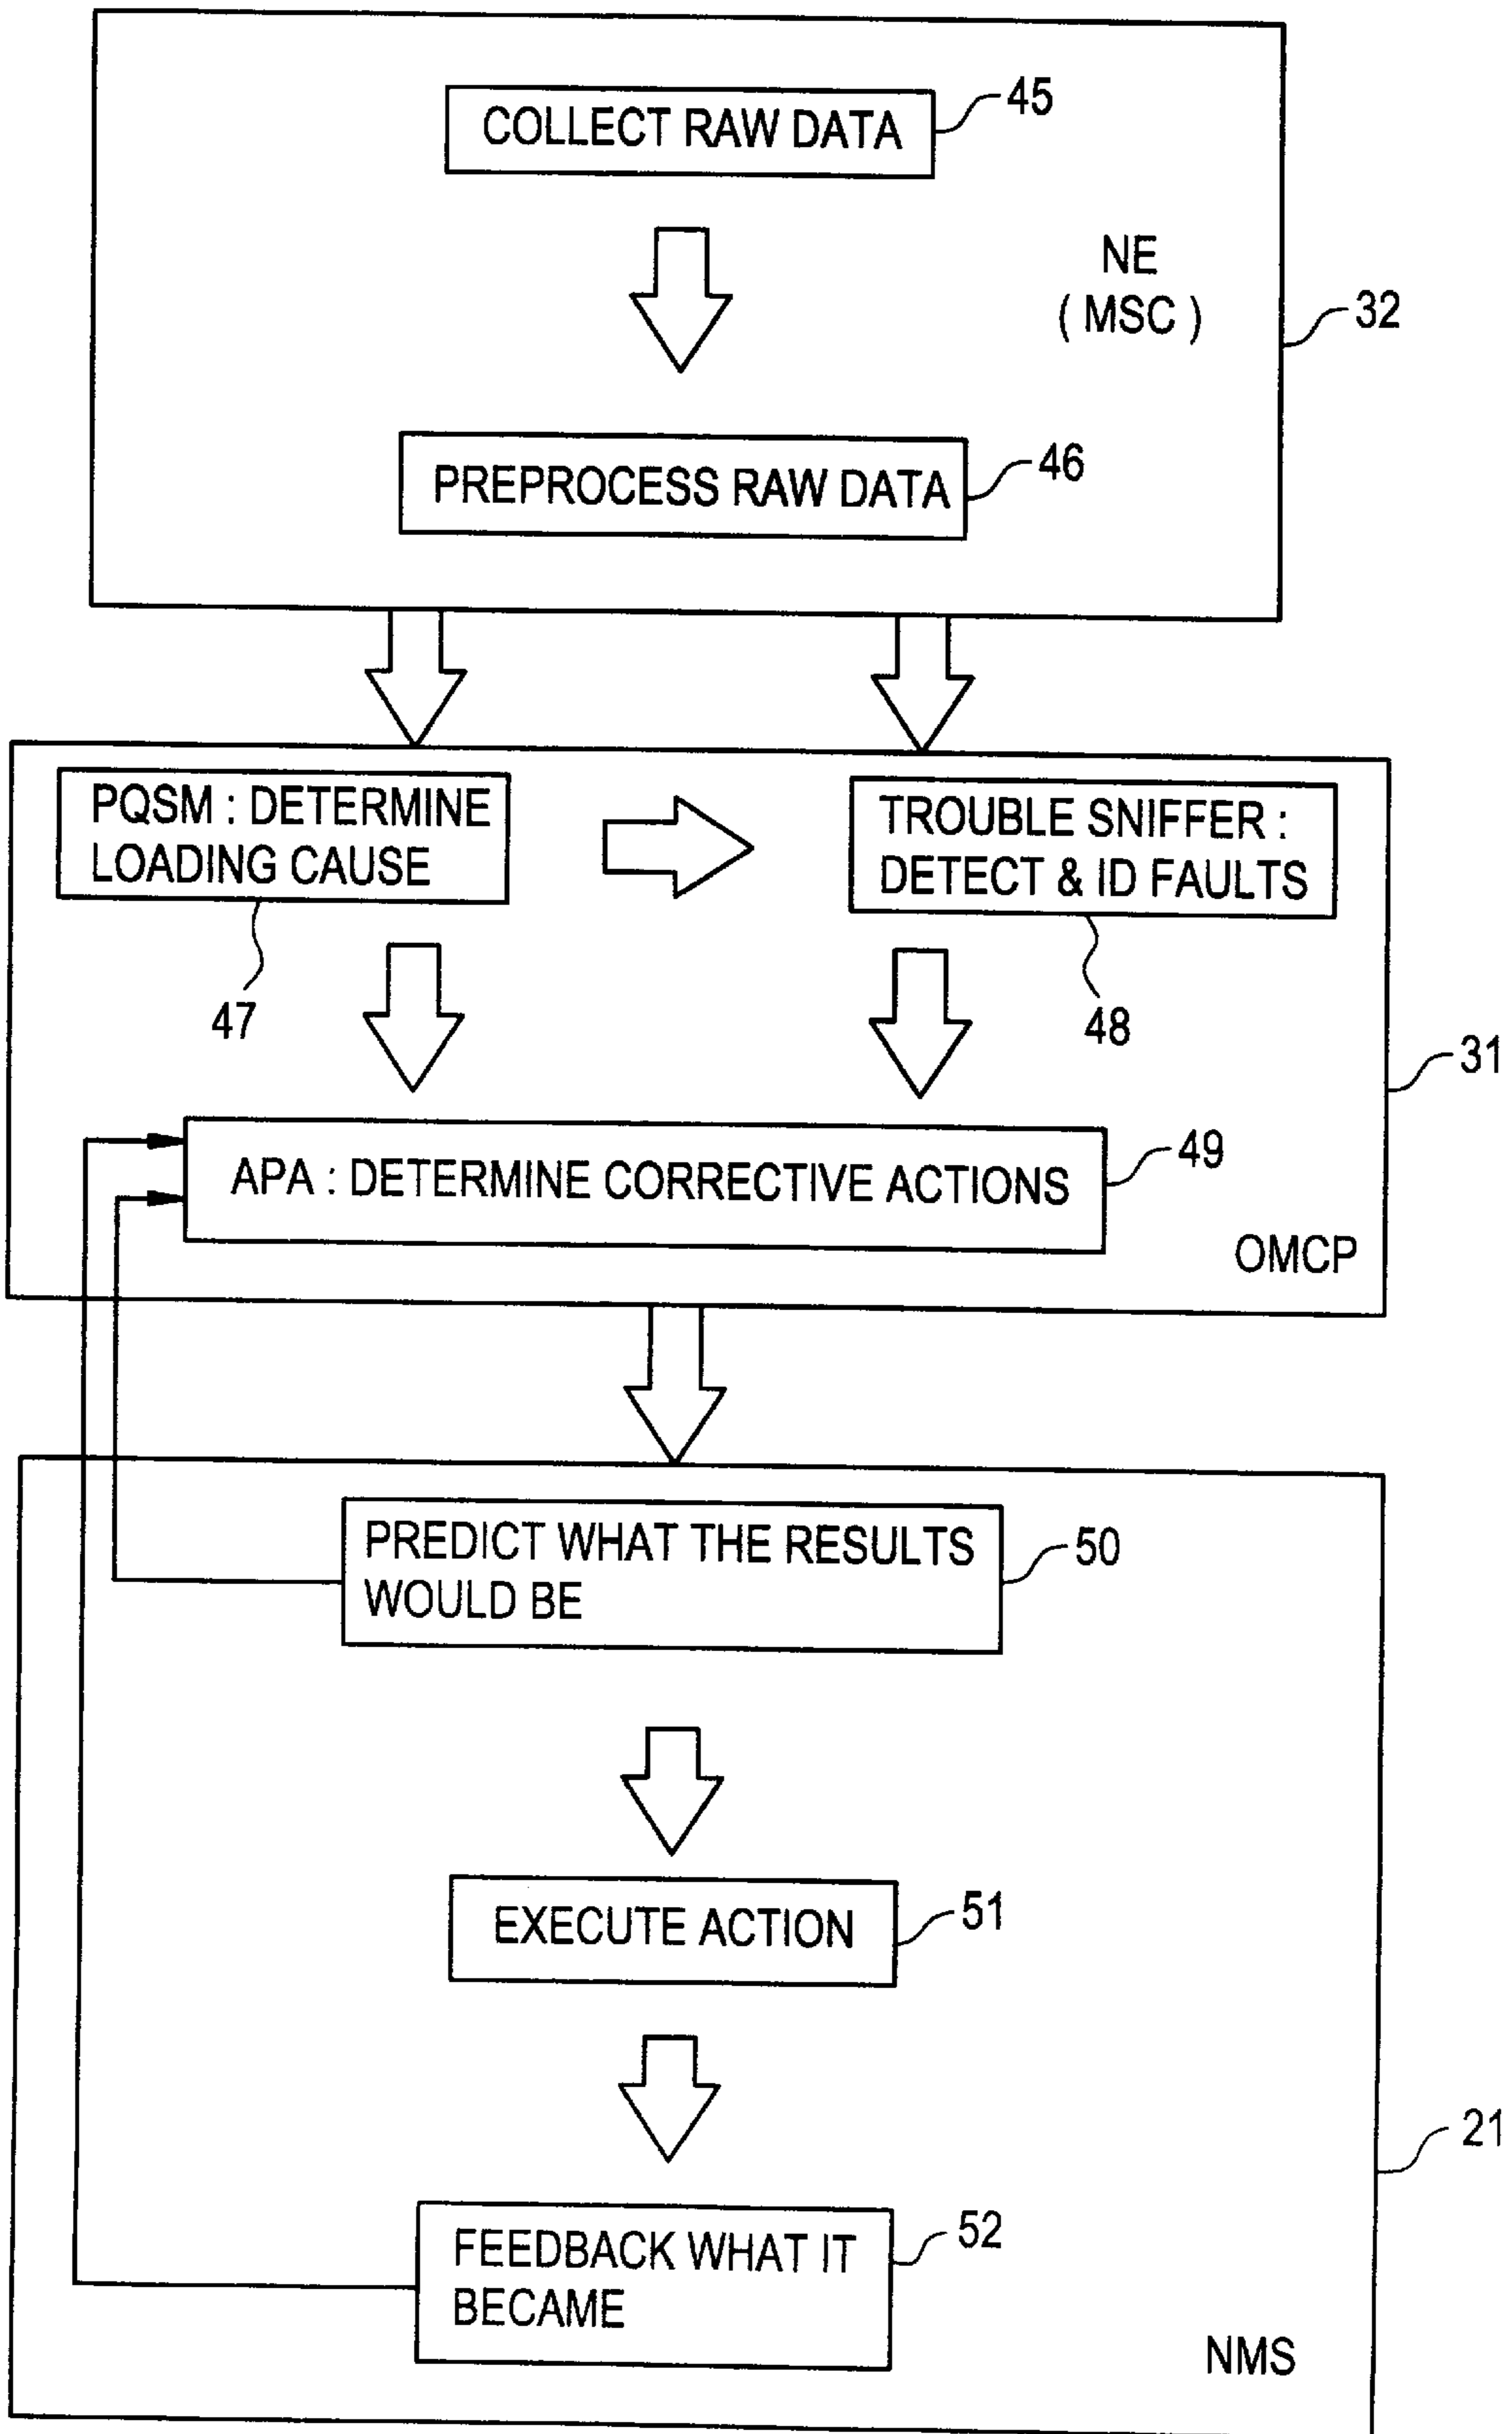 45
COLLECT RAW DATA
NE
( MSC )
32
46
PREPROCESS RAW DATA
PQSM : DETERMINE
LOADING CAUSE
TROUBLE SNIFFER :
DETECT & ID FAULTS
47
48
31
49
APA : DETERMINE CORRECTIVE ACTIONS
OMCP
PREDICT WHAT THE RESULTS
WOULD BE
50
EXECUTE ACTION
51
21
FEEDBACK WHAT IT
BECAME
52
NMS